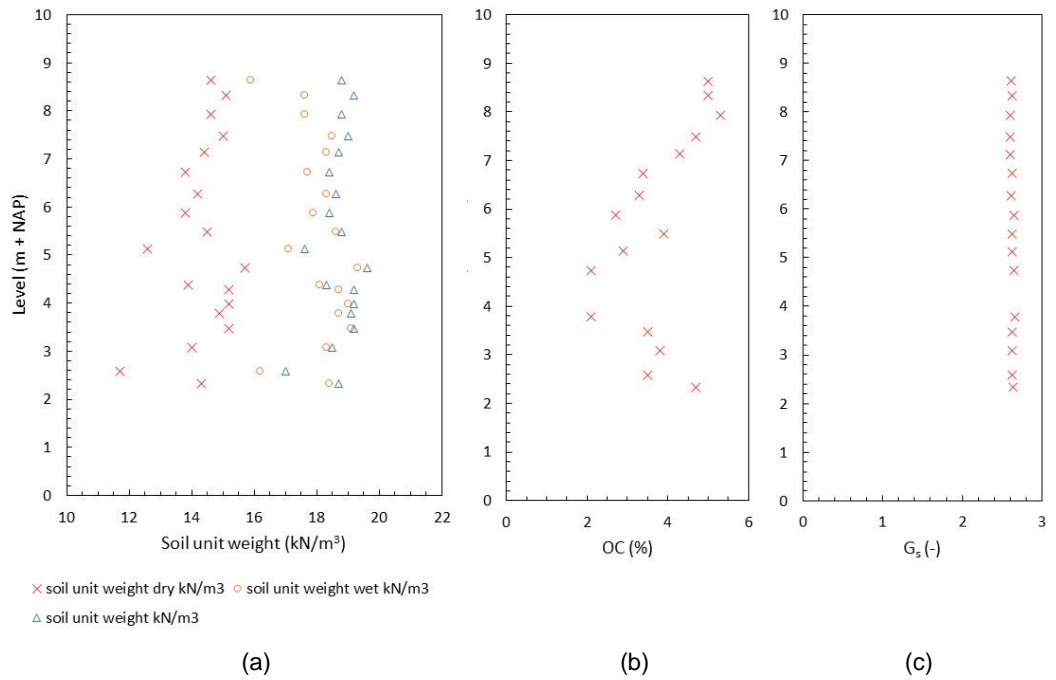 10
9
8
7
6
5
4
3
2
1
0
Level (m + NAP)
10 12 14 16 18 20 22
Soil unit weight (kN/m³)
soil unit weight dry kN/m3 soil unit weight wet kN/m3
soil unit weight kN/m3
(a)
10
9
8
7
6
5
4
3
2
1
0
0 2 4 6
OC (%)
(b)
10
9
8
7
6
5
4
3
2
1
0
0 1 2 3
Gₛ (-)
(c)